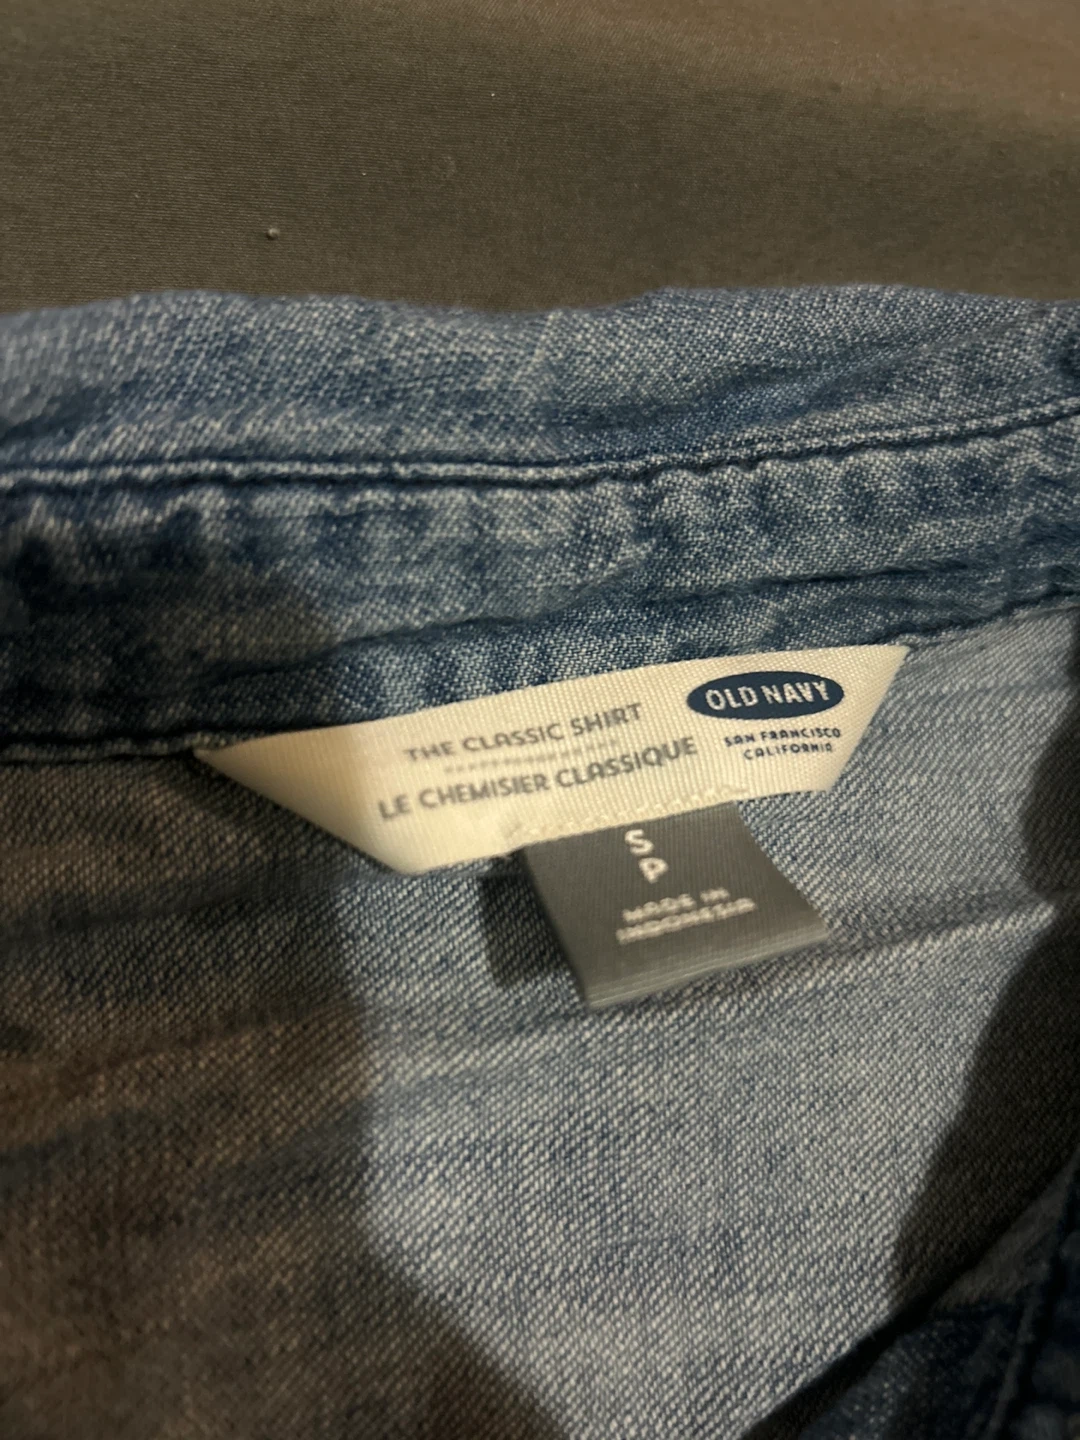 THE CLASSIC SHIRT
LE CHEMISIER CLASSIQUE
OLD NAVY
SAN FRANCISCO
CALIFORNIA
S
P
MADE IN
INDONESIA